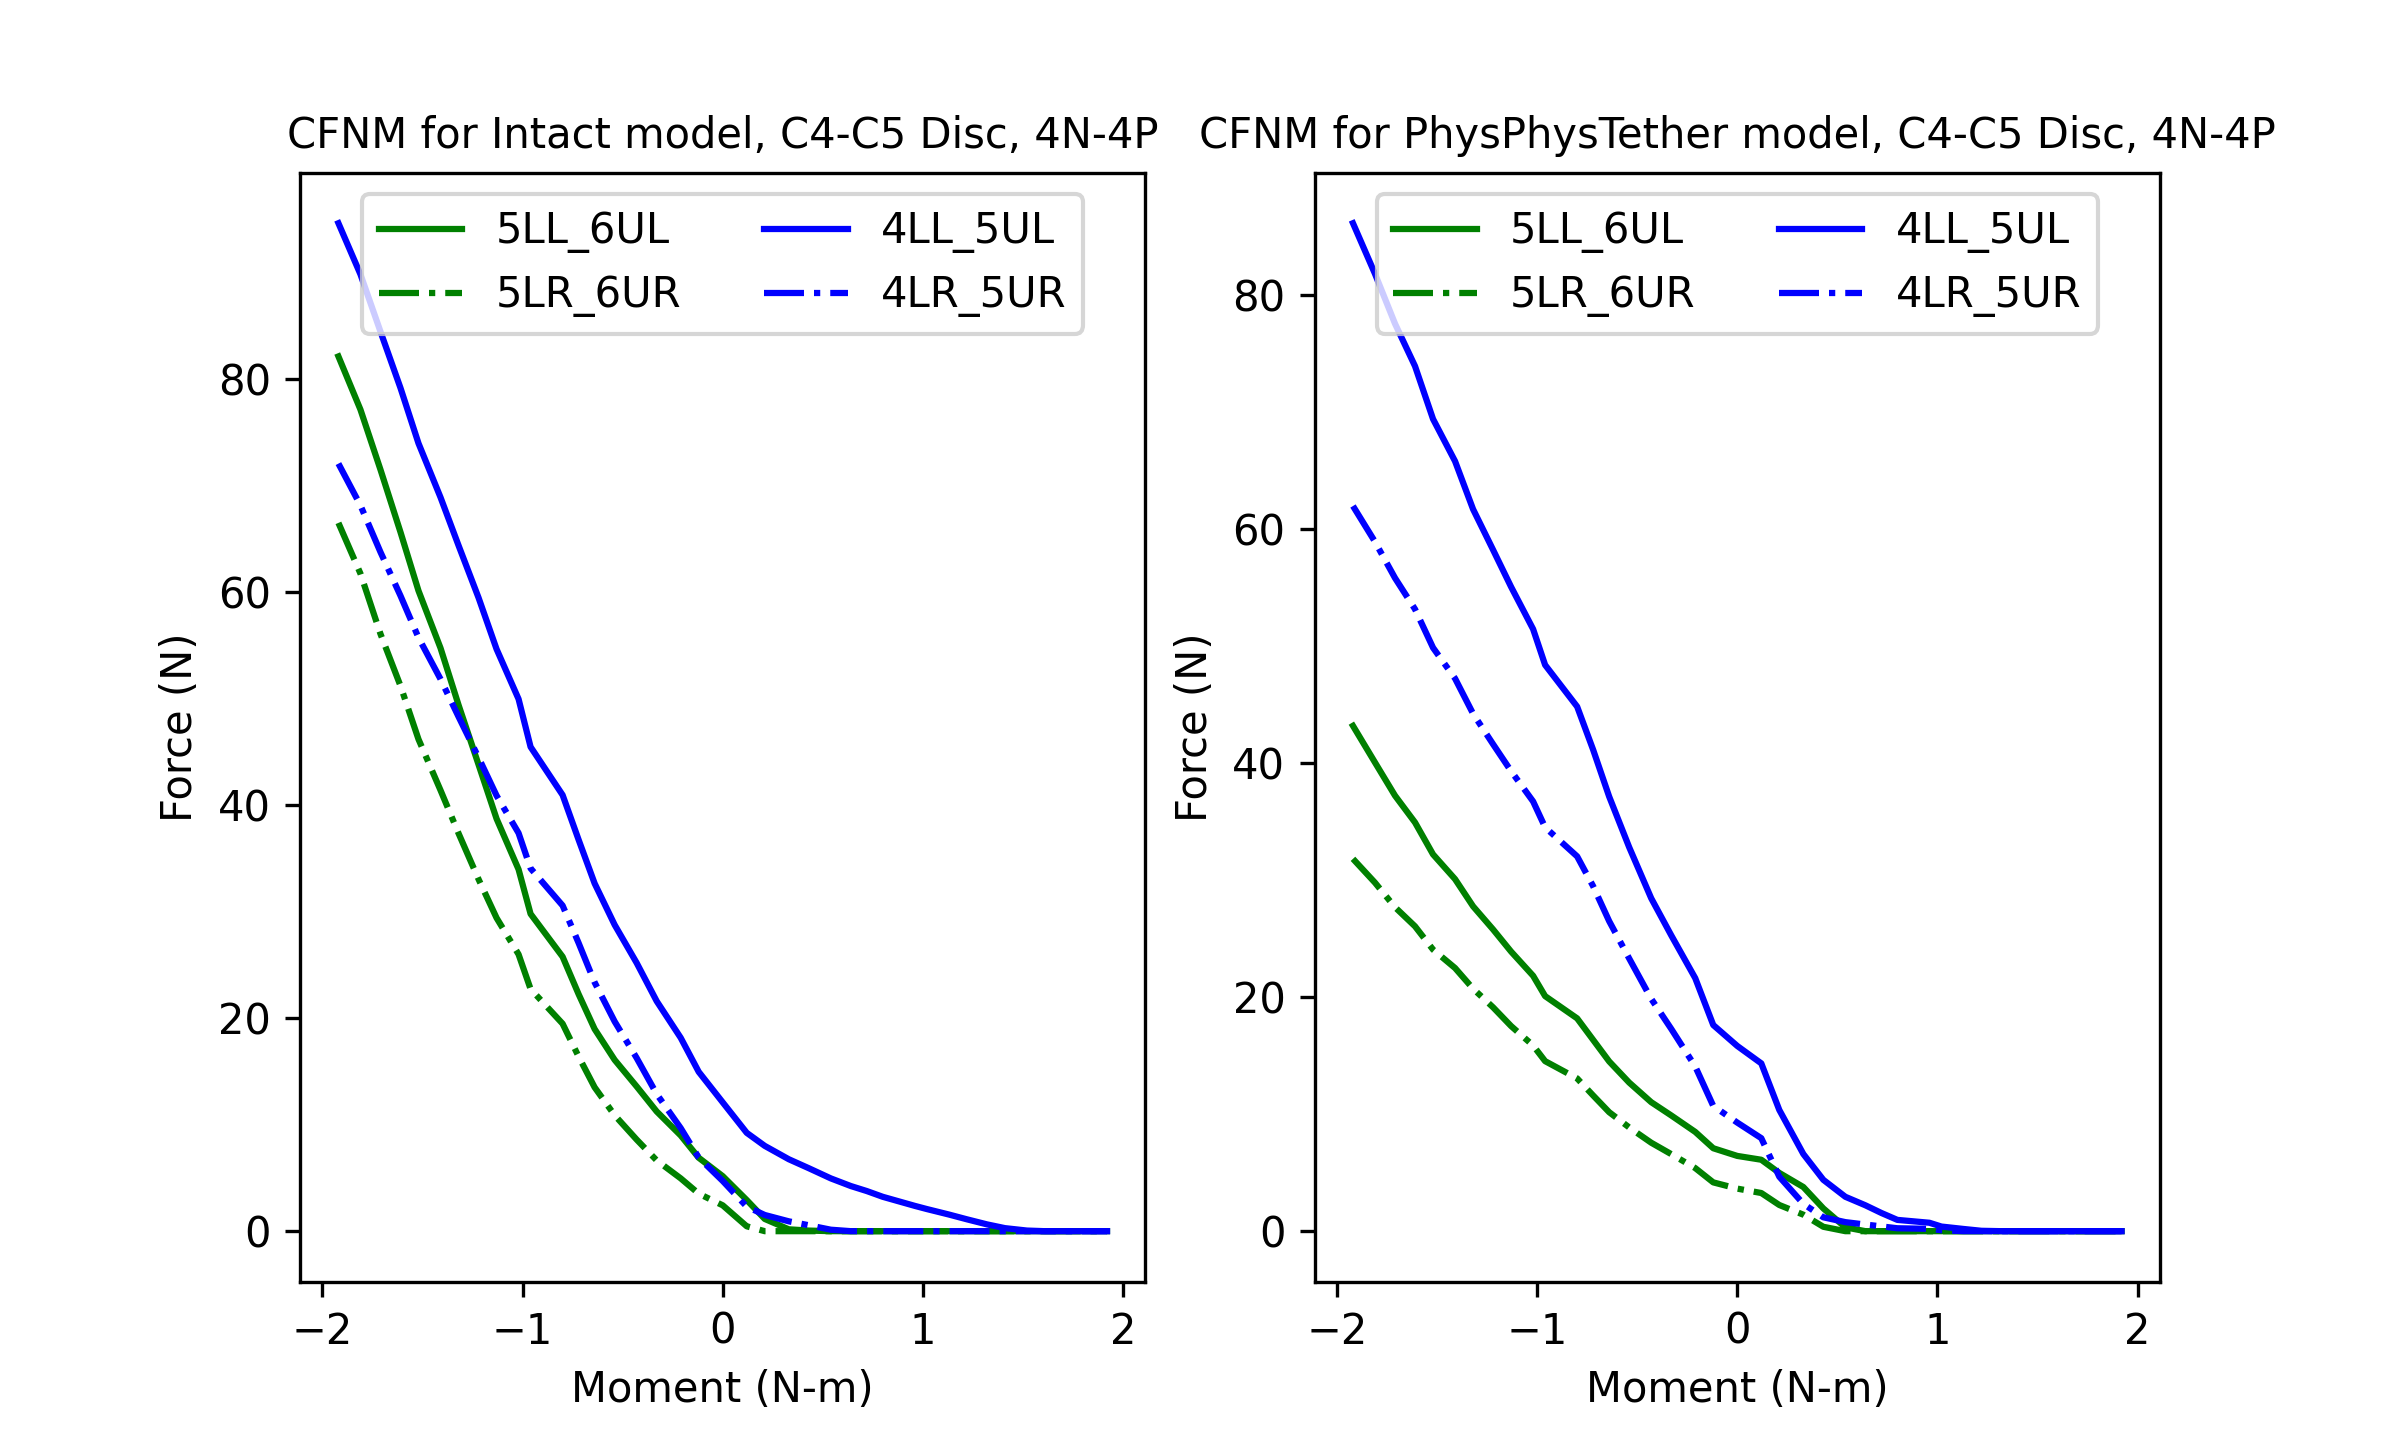 CFNM for Intact model, C4-C5 Disc, 4N-4P
5LL_6UL
5LR_6UR
4LL_5UL
4LR_5UR
80
60
40
20
0
Force (N)
−2 −1 0 1 2
Moment (N-m)
CFNM for PhysPhysTether model, C4-C5 Disc, 4N-4P
5LL_6UL
5LR_6UR
4LL_5UL
4LR_5UR
80
60
40
20
0
Force (N)
−2 −1 0 1 2
Moment (N-m)